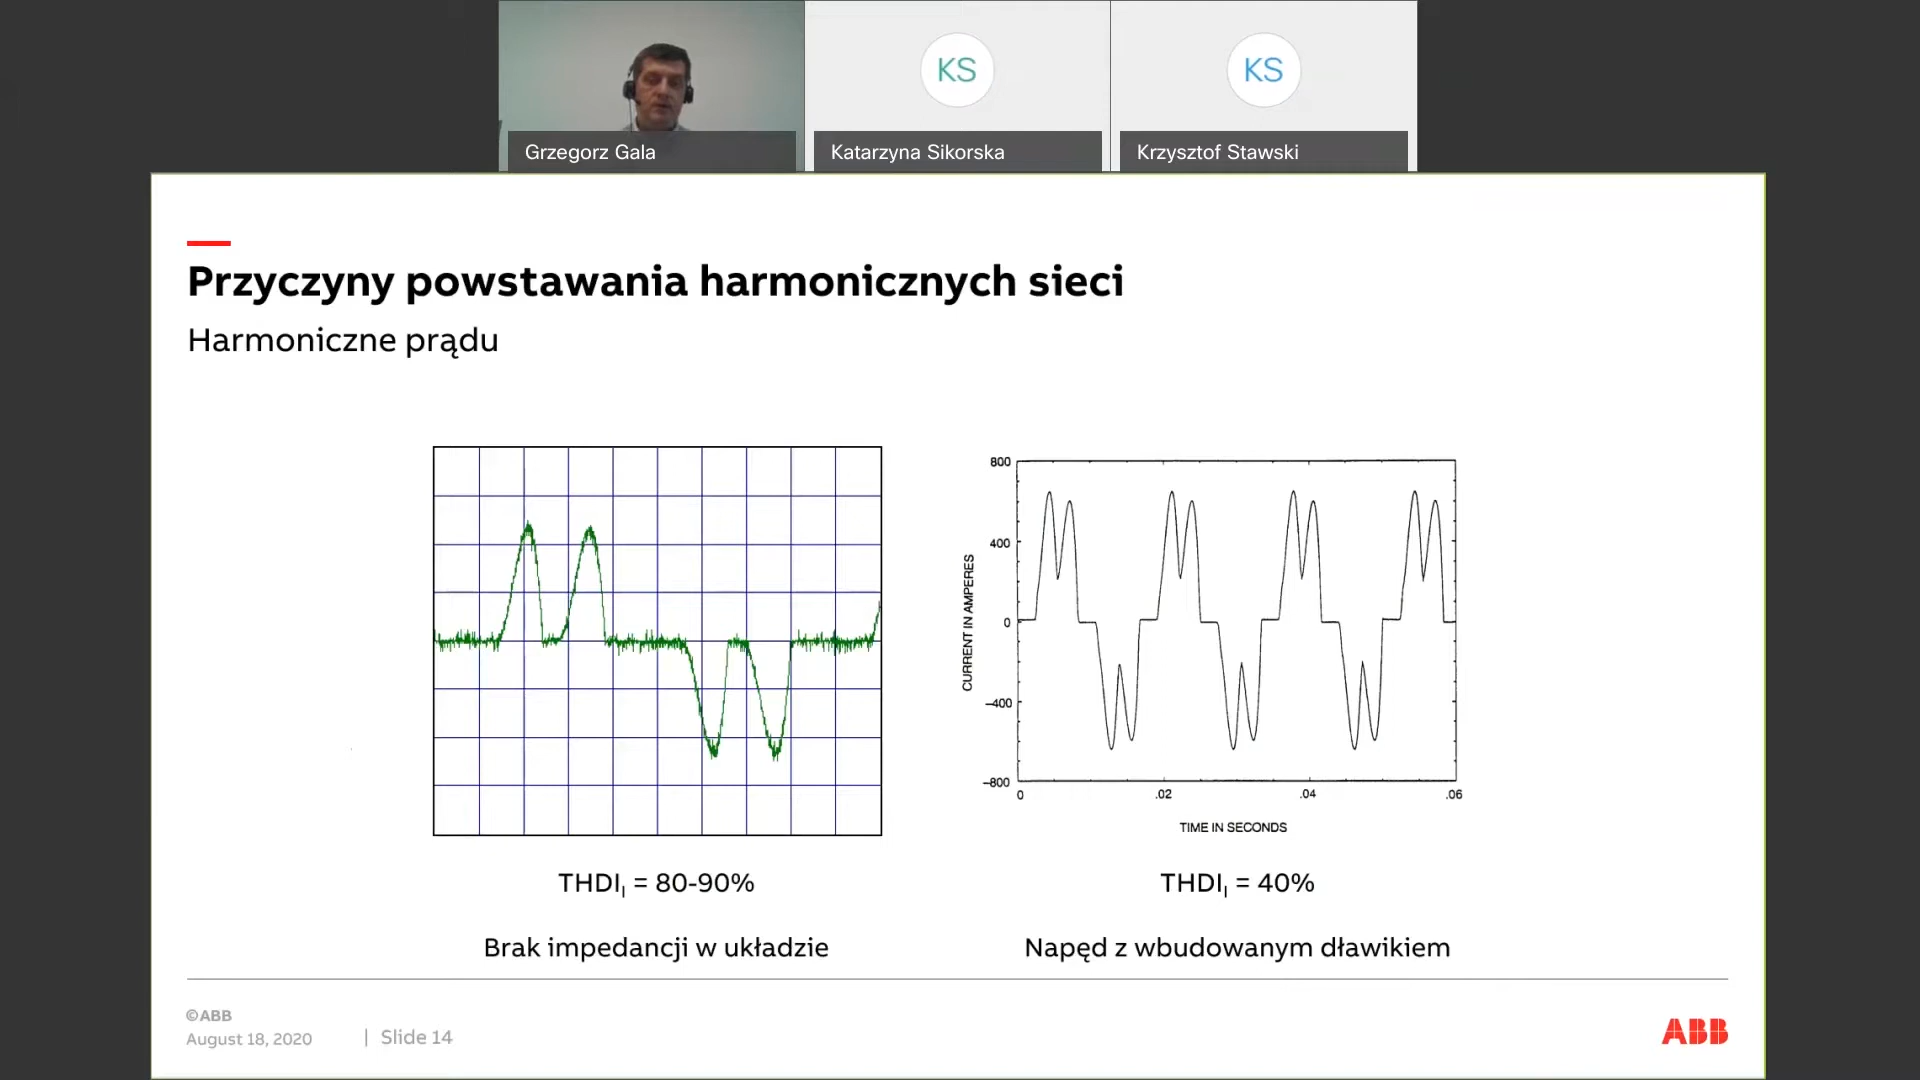 KS
KS
Grzegorz Gala
Katarzyna Sikorska
Krzysztof Stawski
Przyczyny powstawania harmonicznych sieci
Harmoniczne prądu
800
400
0
-400
-800
CURRENT IN AMPERES
0 .02 .04 .06
TIME IN SECONDS
THDI_I = 80-90%
THDI_I = 40%
Brak impedancji w układzie
Napęd z wbudowanym dławikiem
©ABB
August 18, 2020 | Slide 14
ABB